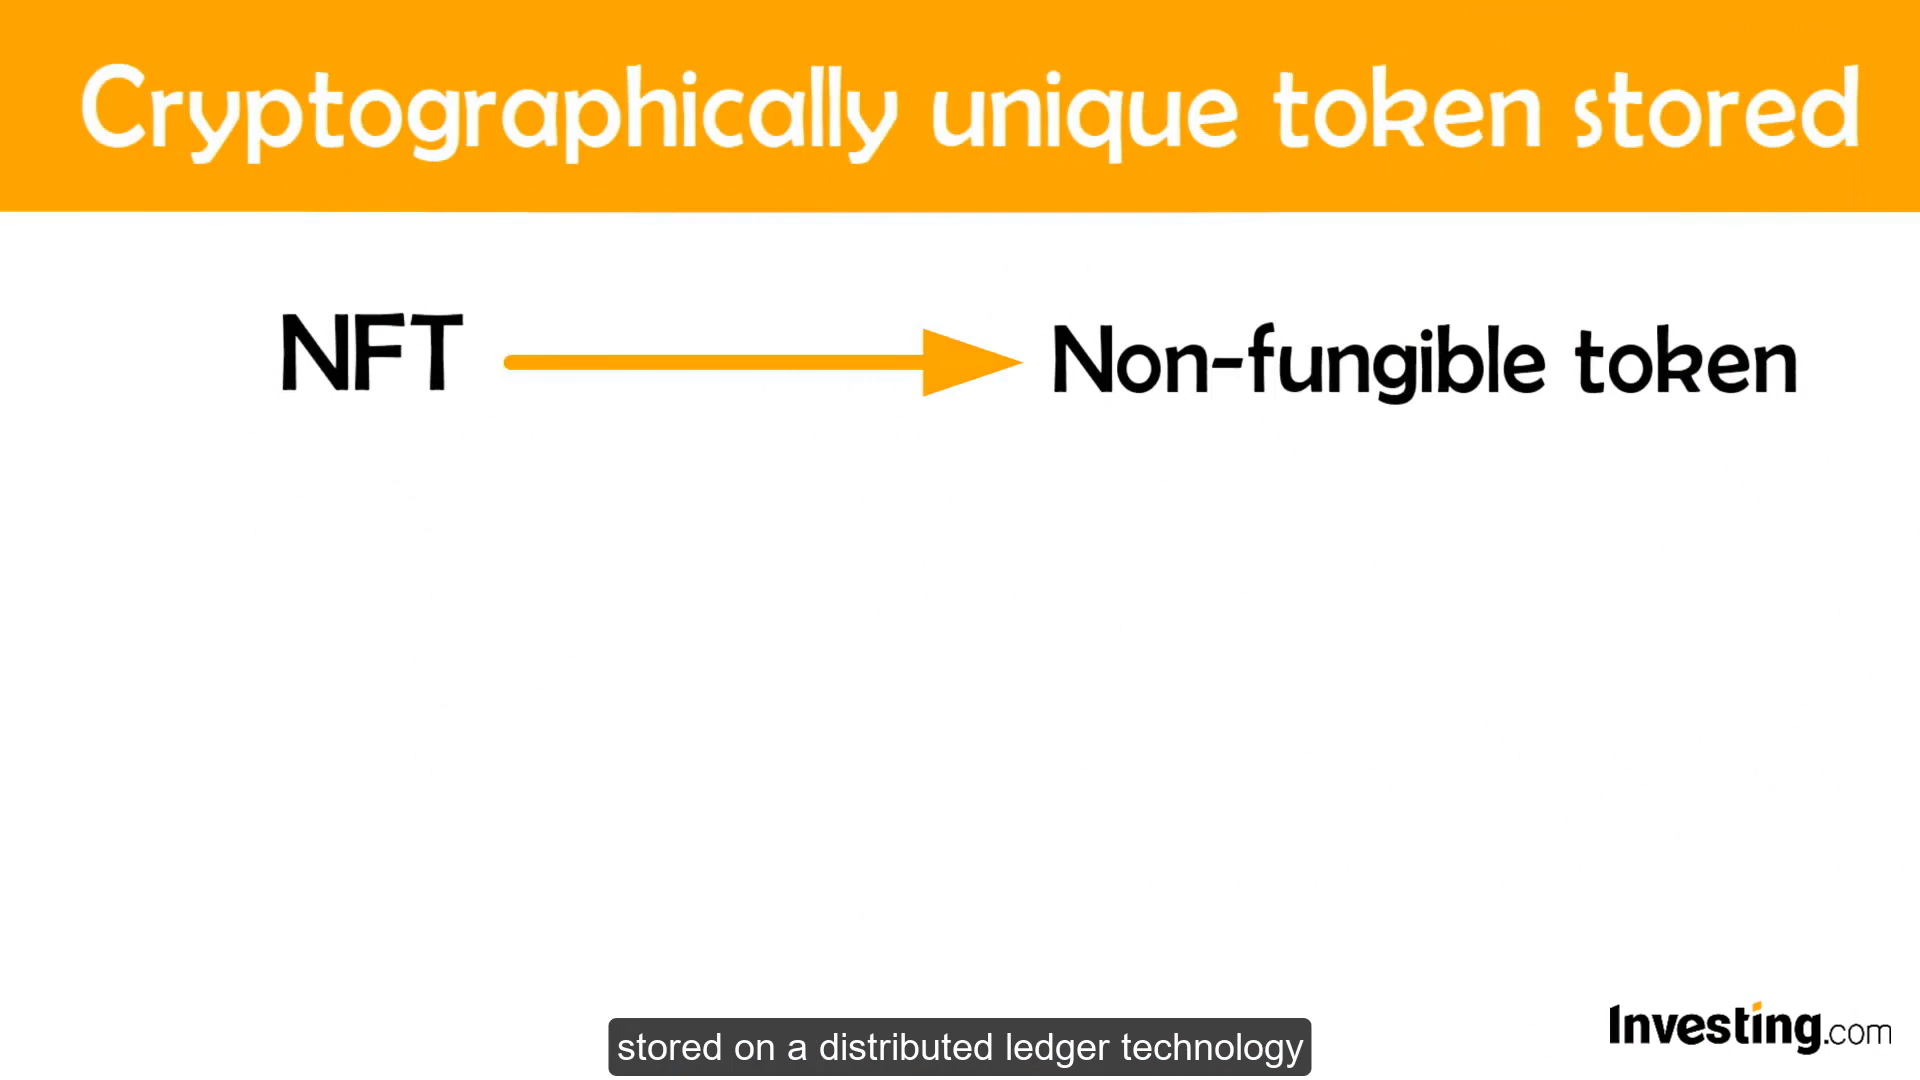 Cryptographically unique token stored
NFT
Non-fungible token
stored on a distributed ledger technology
Investing.com